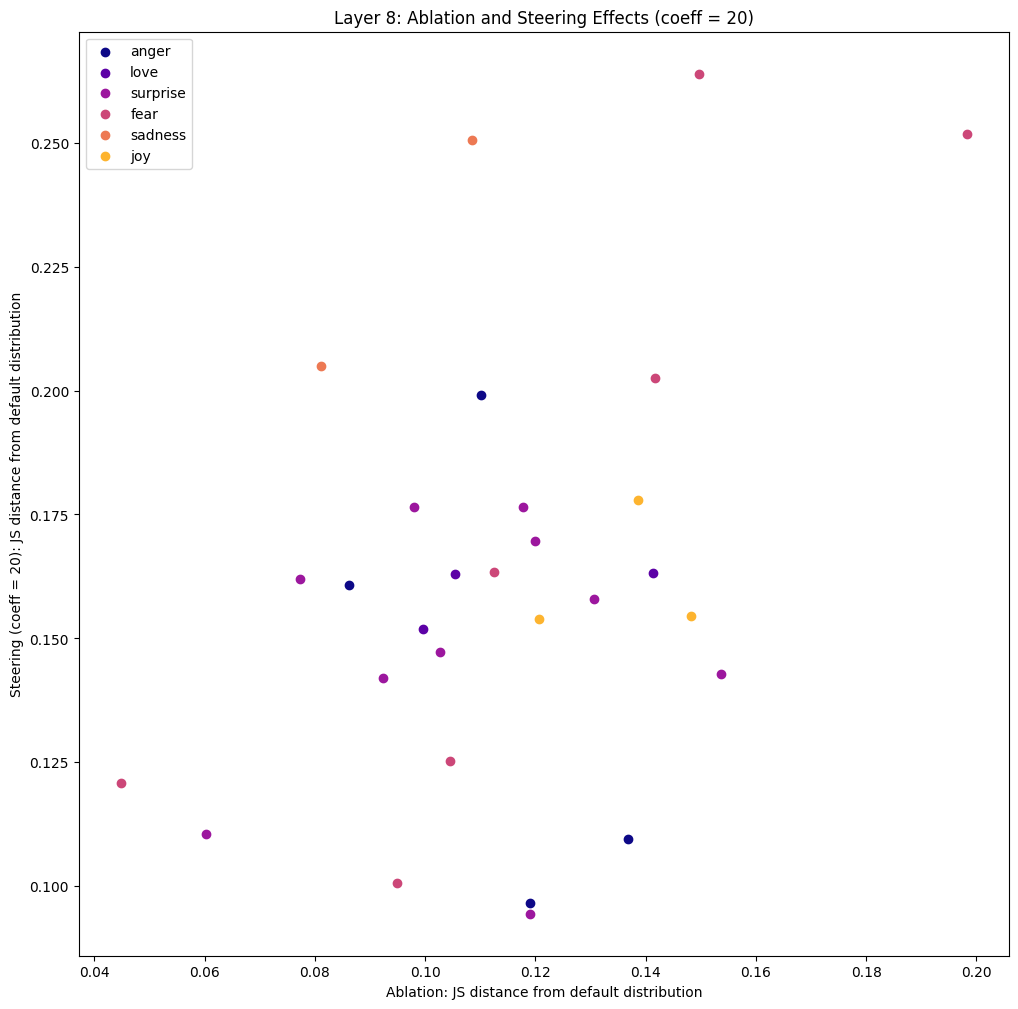 Layer 8: Ablation and Steering Effects (coeff = 20)
anger
love
surprise
fear
sadness
joy
Steering (coeff = 20): JS distance from default distribution
0.250
0.225
0.200
0.175
0.150
0.125
0.100
0.04 0.06 0.08 0.10 0.12 0.14 0.16 0.18 0.20
Ablation: JS distance from default distribution